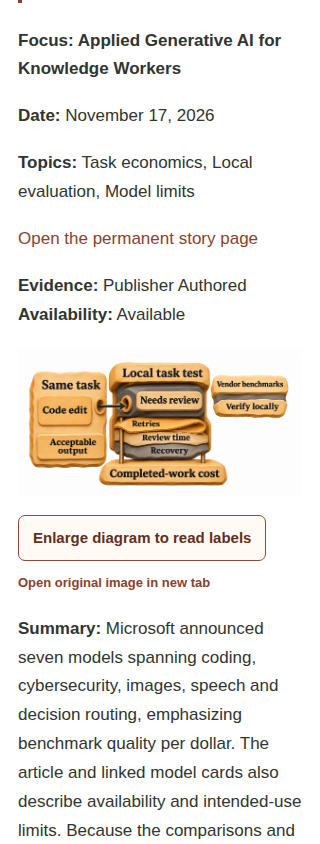 Focus: Applied Generative AI for
Knowledge Workers
Date: November 17, 2026
Topics: Task economics, Local
evaluation, Model limits
Open the permanent story page
Evidence: Publisher Authored
Availability: Available
Same task
Code edit
Acceptable
output
Local task test
Needs review
Retries
Review time
Recovery
Completed-work cost
Vendor benchmarks
Verify locally
Enlarge diagram to read labels
Open original image in new tab
Summary: Microsoft announced
seven models spanning coding,
cybersecurity, images, speech and
decision routing, emphasizing
benchmark quality per dollar. The
article and linked model cards also
describe availability and intended-use
limits. Because the comparisons and